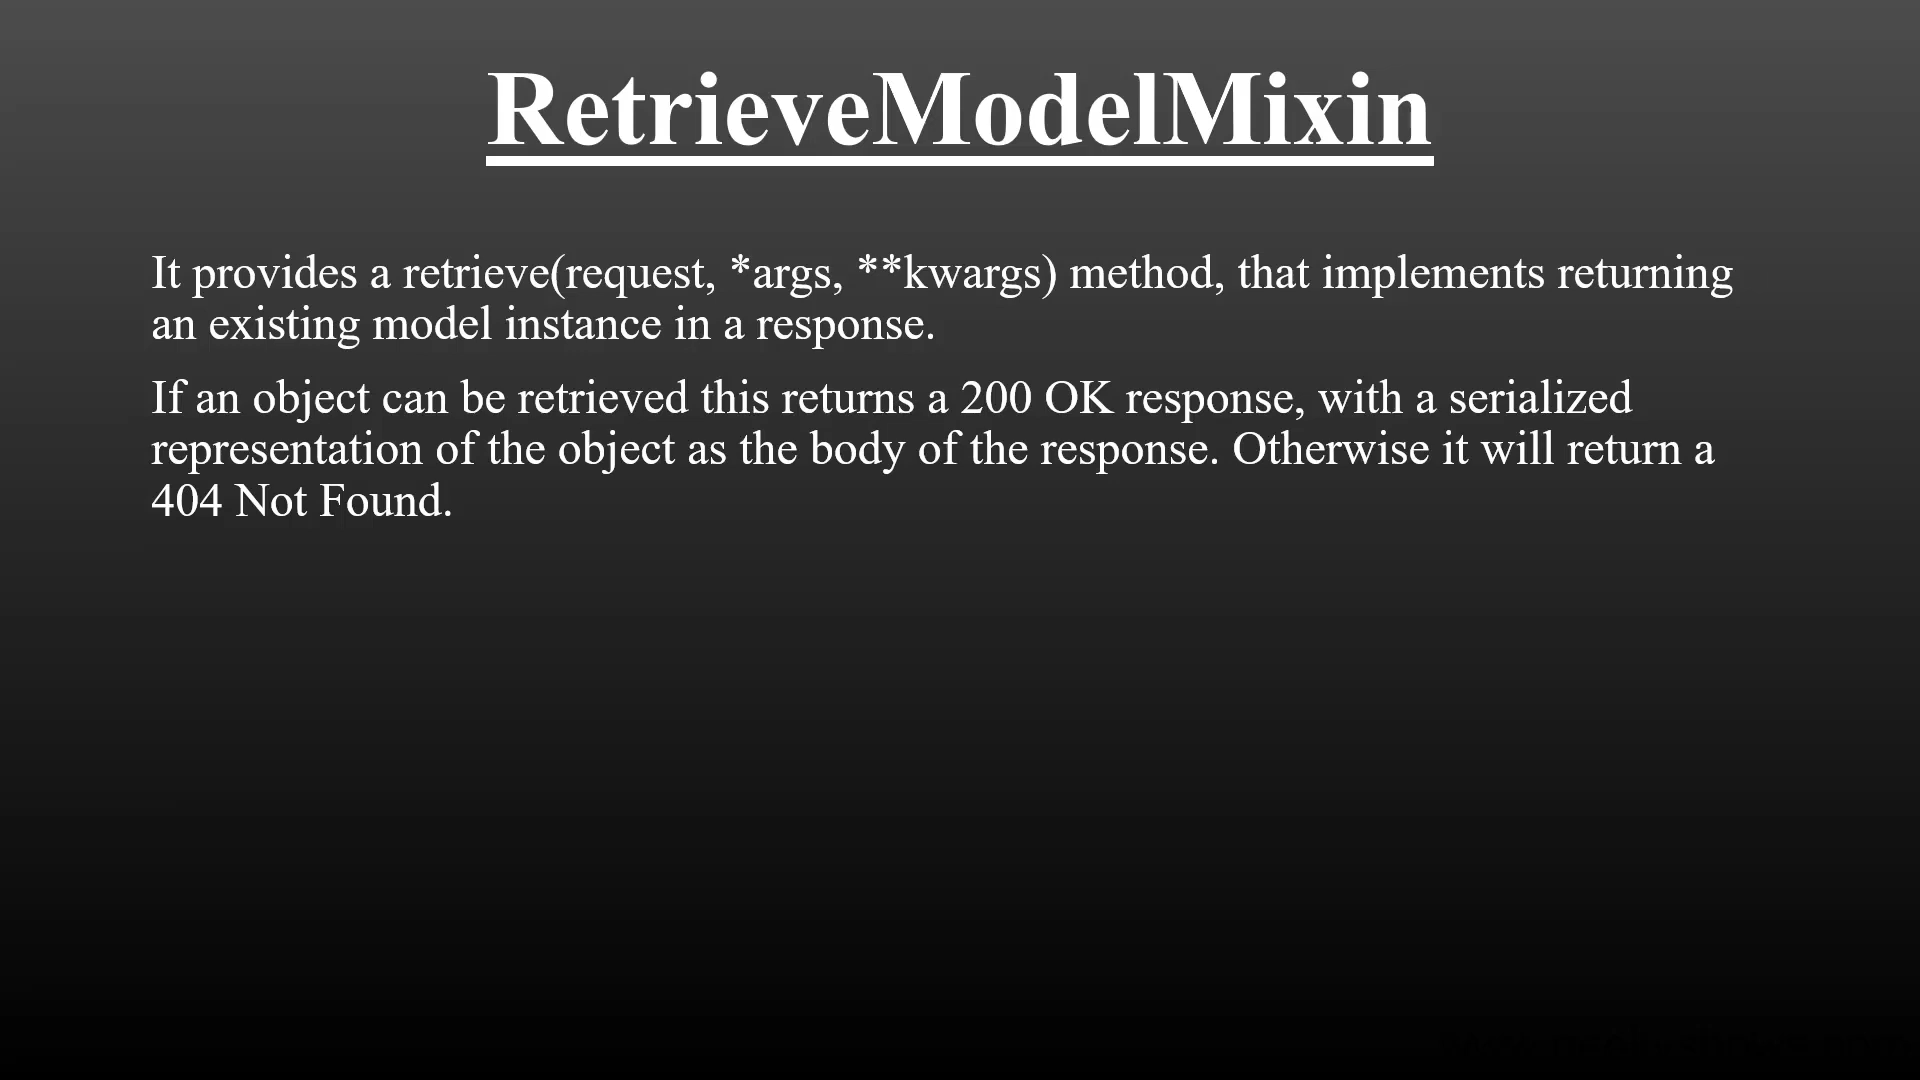 RetrieveModelMixin
It provides a retrieve(request, *args, **kwargs) method, that implements returning
an existing model instance in a response.
If an object can be retrieved this returns a 200 OK response, with a serialized
representation of the object as the body of the response. Otherwise it will return a
404 Not Found.